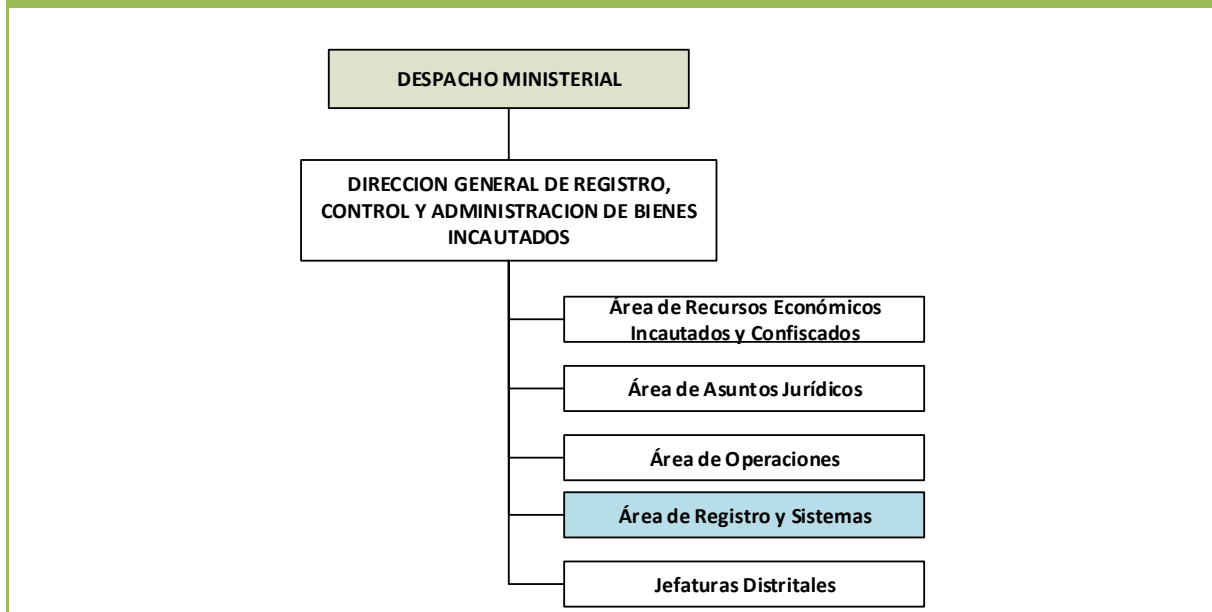 DESPACHO MINISTERIAL
DIRECCION GENERAL DE REGISTRO,
CONTROL Y ADMINISTRACION DE BIENES
INCAUTADOS
Área de Recursos Económicos
Incautados y Confiscados
Área de Asuntos Jurídicos
Área de Operaciones
Área de Registro y Sistemas
Jefaturas Distritales